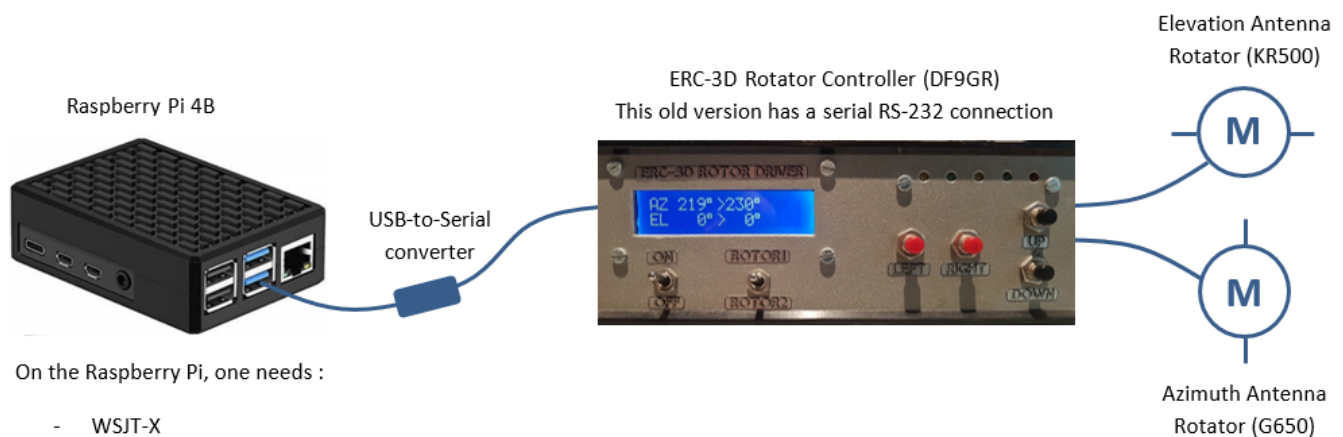 Elevation Antenna
Rotator (KR500)
ERC-3D Rotator Controller (DF9GR)
This old version has a serial RS-232 connection
Raspberry Pi 4B
ERC-3D ROTOR DRIVER
AZ 219° >230°
EL 0° > 0°
USB-to-Serial
converter
ON
ROTOR1
OFF
ROTOR2
LEFT
RIGHT
UP
DOWN
M
M
On the Raspberry Pi, one needs :
- WSJT-X
Azimuth Antenna
Rotator (G650)